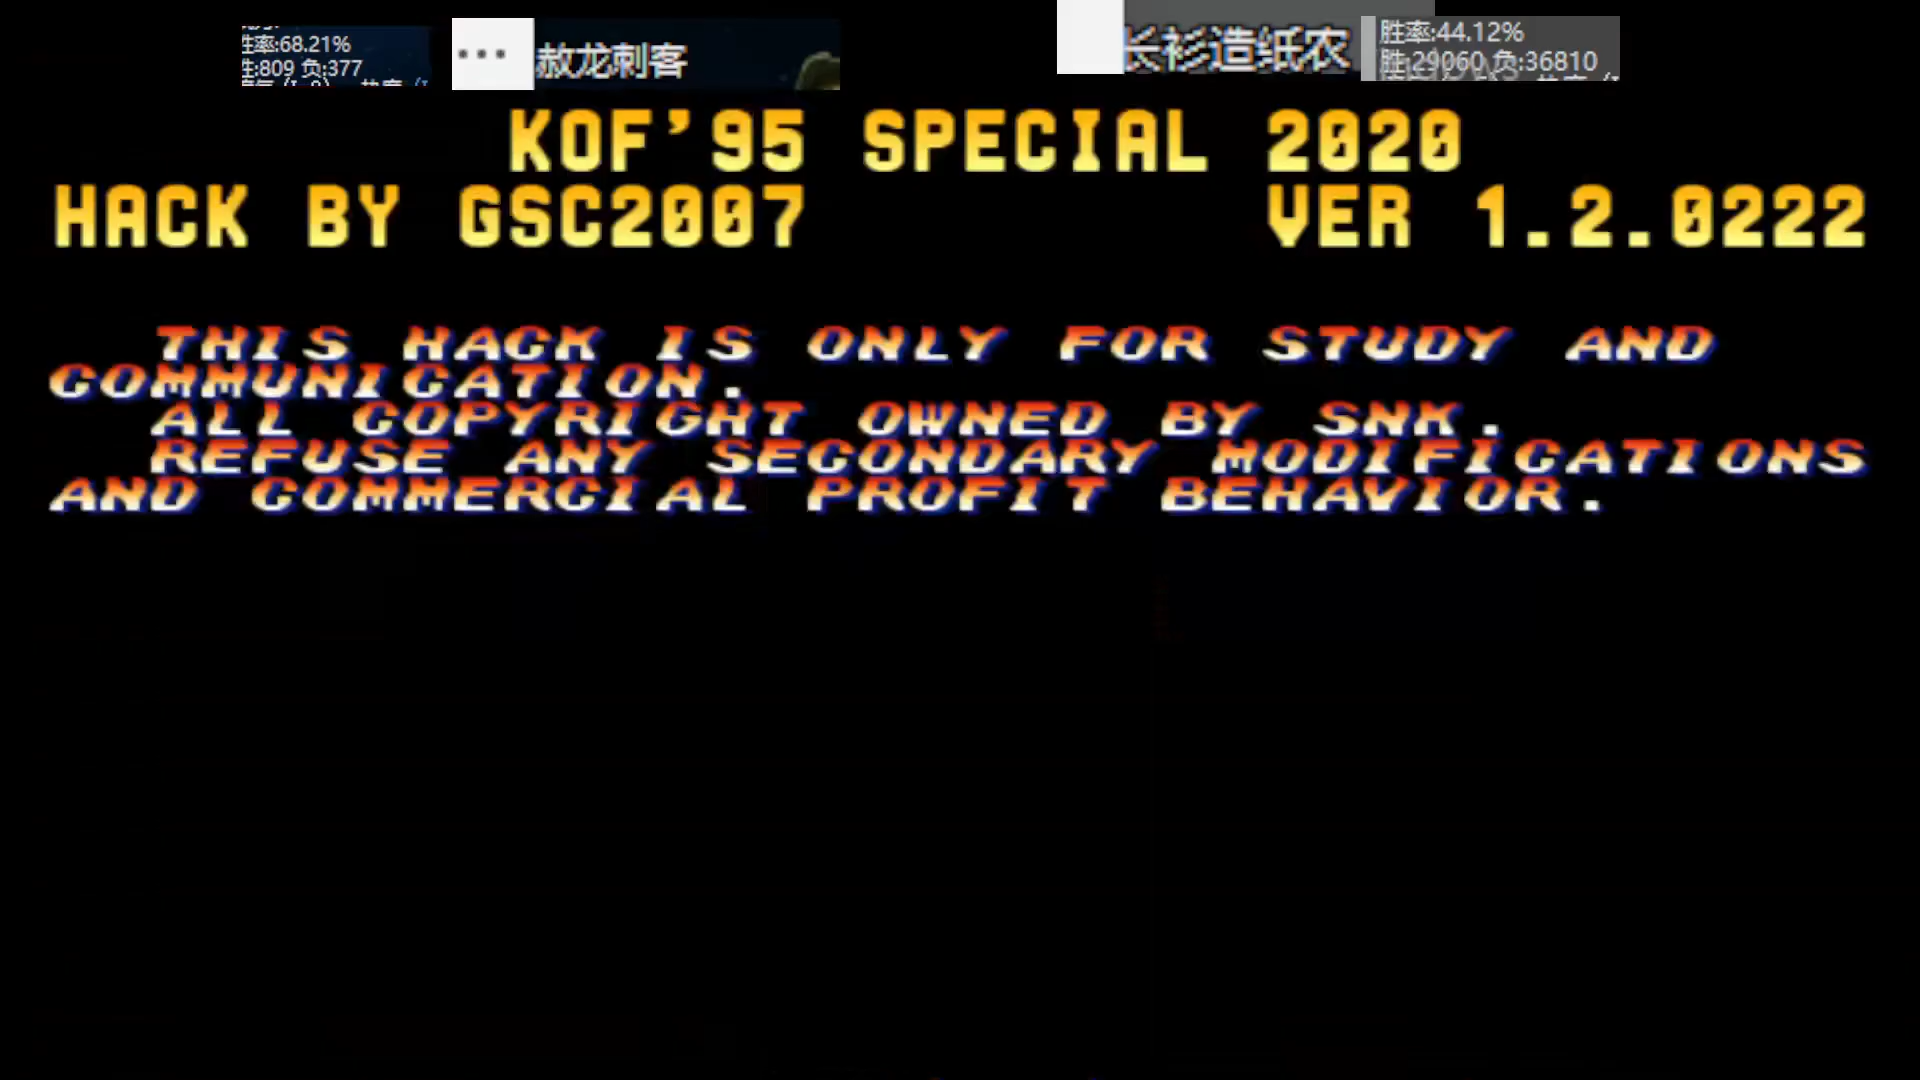 胜率:68.21%
胜:809 负:377
赦龙刺客
长衫造纸农
胜率:44.12%
胜:29060 负:36810
KOF'95 SPECIAL 2020
HACK BY GSC2007 VER 1.2.0222
THIS HACK IS ONLY FOR STUDY AND
COMMUNICATION.
ALL COPYRIGHT OWNED BY SNK.
REFUSE ANY SECONDARY MODIFICATIONS
AND COMMERCIAL PROFIT BEHAVIOR.